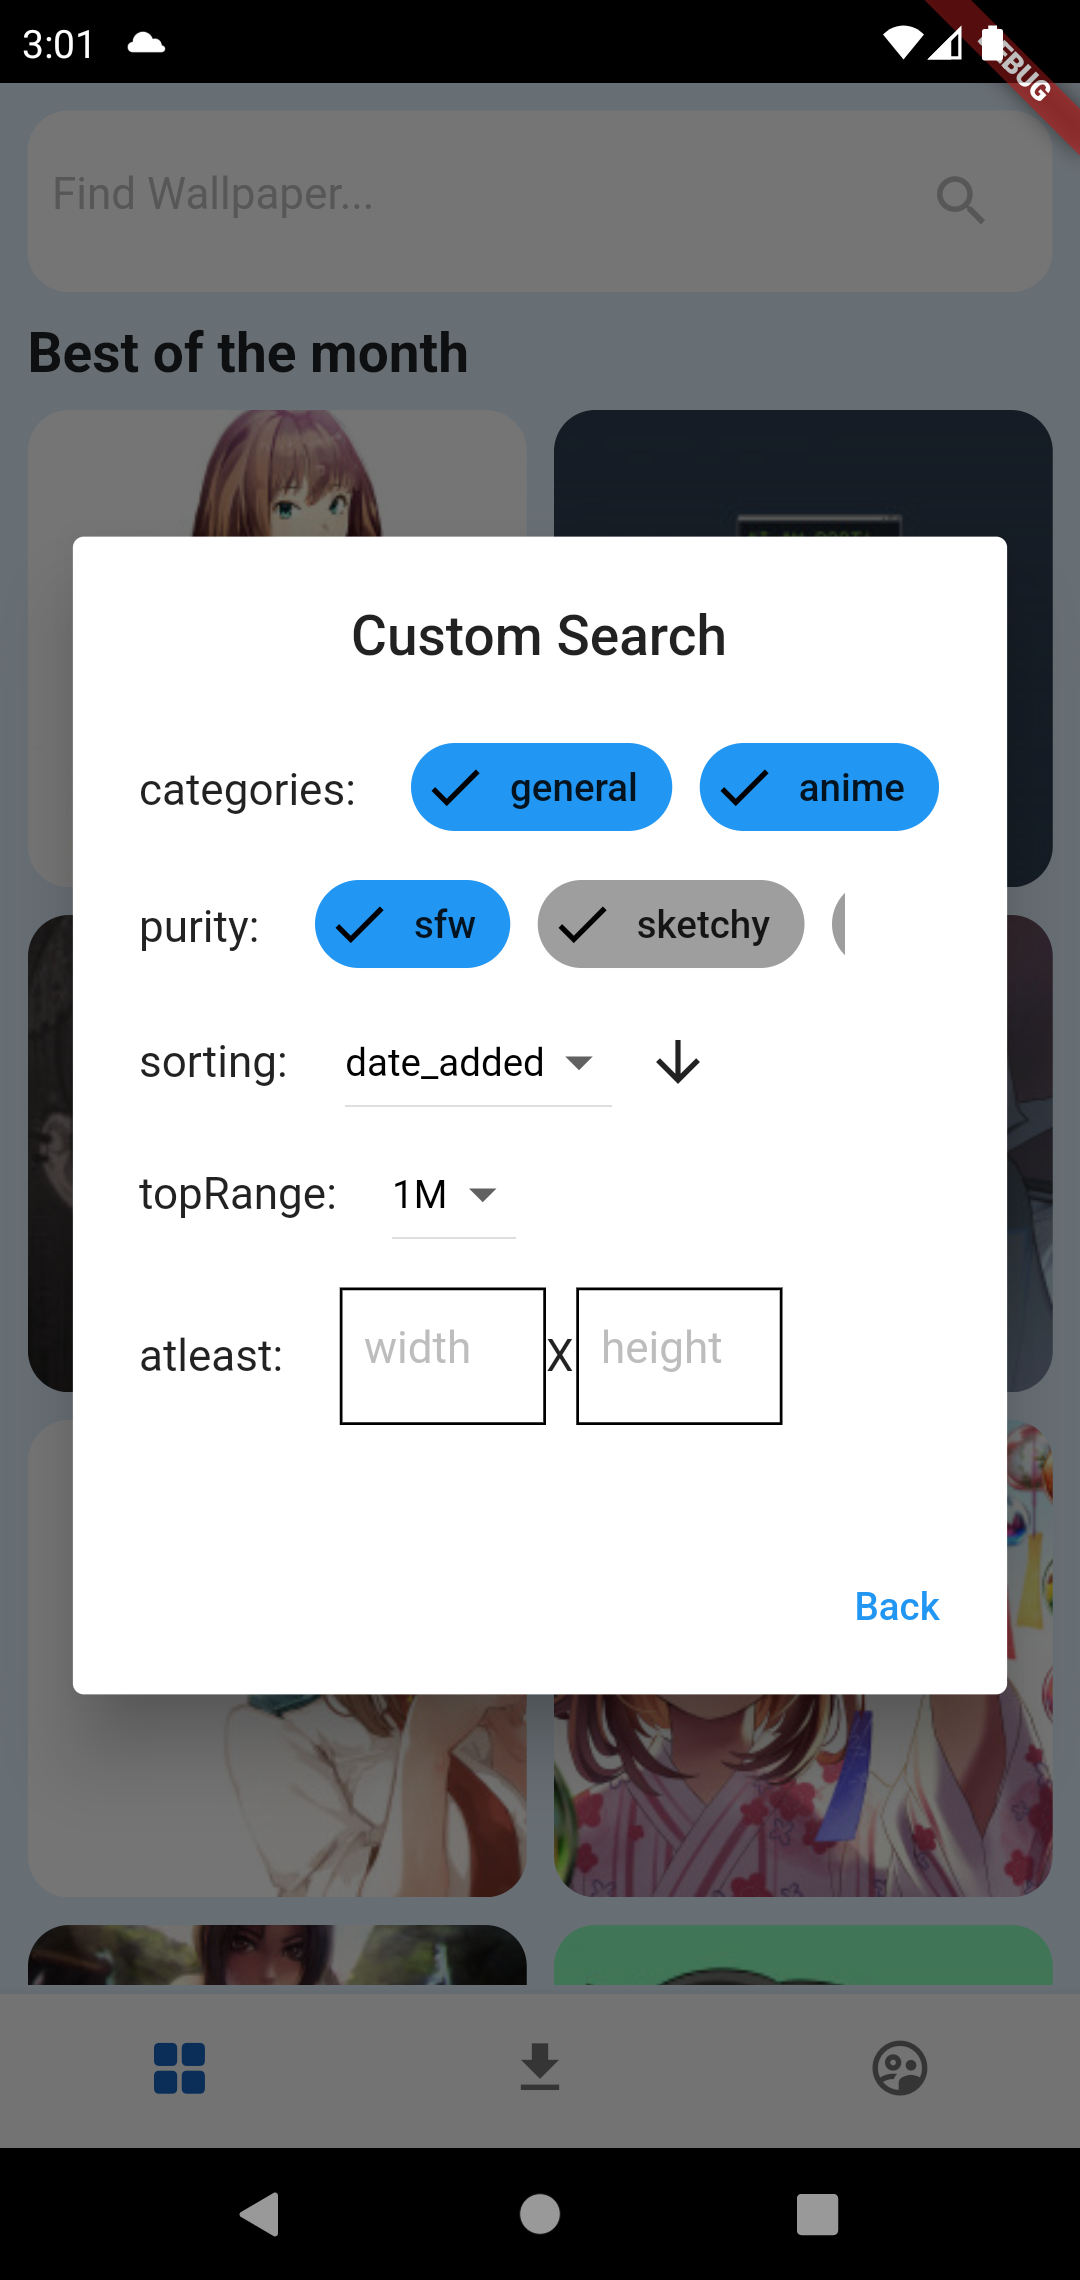 3:01
Find Wallpaper...
Best of the month
Custom Search
categories: general anime
purity: sfw sketchy
sorting: date_added
topRange: 1M
atleast: width X height
Back